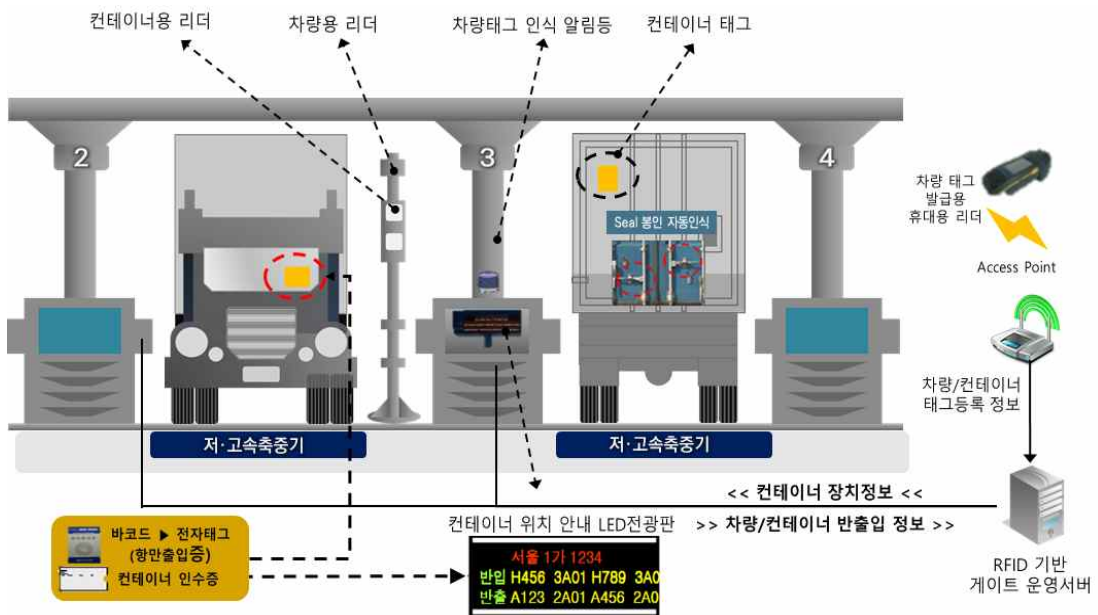 컨테이너용 리더
차량용 리더
차량태그 인식 알림등
컨테이너 태그
2
3
4
차량 태그
발급용
휴대용 리더
Seal 봉인 자동인식
Access Point
차량/컨테이너
태그등록 정보
저·고속축중기
저·고속축중기
<< 컨테이너 장치정보 <<
>> 차량/컨테이너 반출입 정보 >>
바코드 ▶ 전자태그
(항만출입증)
컨테이너 인수증
컨테이너 위치 안내 LED전광판
서울 1가 1234
반입 H456 3A01 H789 3A0
반출 A123 2A01 A456 2A0
RFID 기반
게이트 운영서버